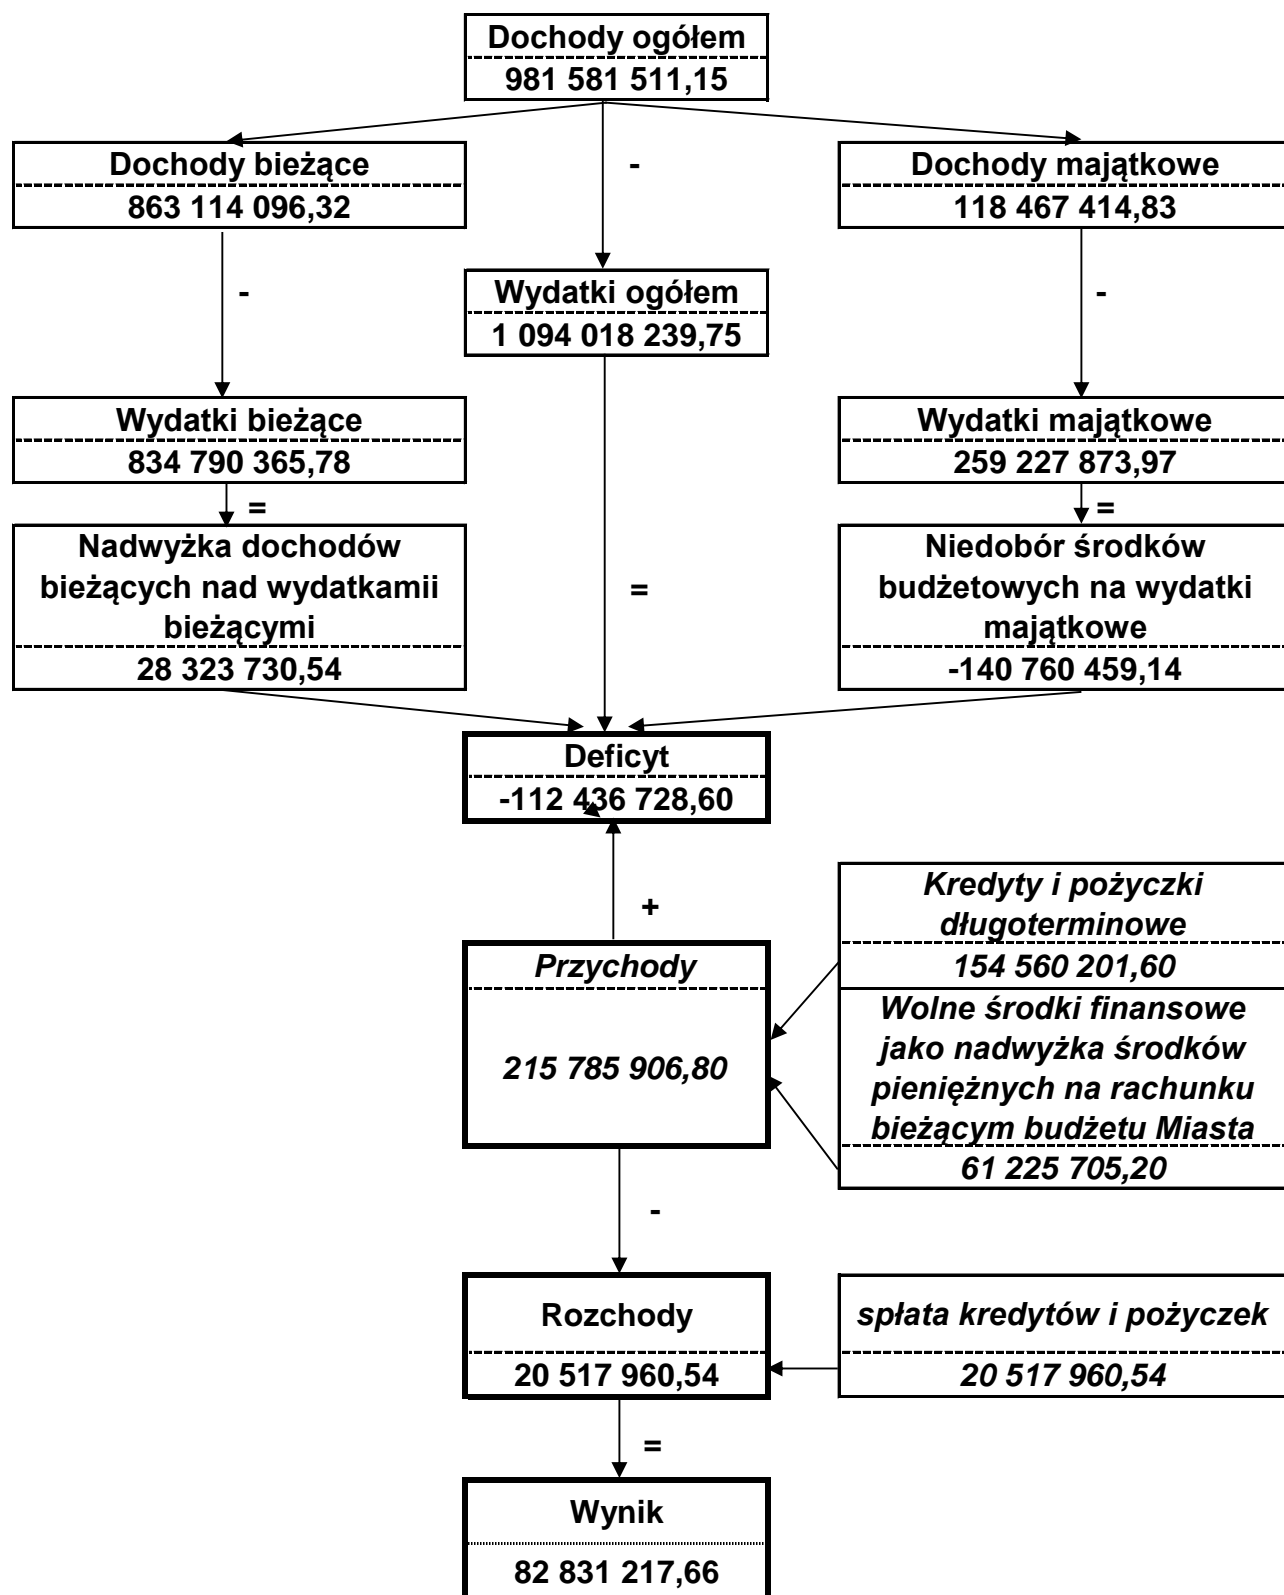 Dochody ogółem
981 581 511,15
Dochody bieżące
863 114 096,32
-
Dochody majątkowe
118 467 414,83
-
Wydatki ogółem
1 094 018 239,75
-
Wydatki bieżące
834 790 365,78
=
Wydatki majątkowe
259 227 873,97
=
Nadwyżka dochodów
bieżących nad wydatkamii
bieżącymi
28 323 730,54
=
Niedobór środków
budżetowych na wydatki
majątkowe
-140 760 459,14
Deficyt
-112 436 728,60
+
Kredyty i pożyczki
długoterminowe
154 560 201,60
Przychody
215 785 906,80
Wolne środki finansowe
jako nadwyżka środków
pieniężnych na rachunku
bieżącym budżetu Miasta
61 225 705,20
-
Rozchody
20 517 960,54
spłata kredytów i pożyczek
20 517 960,54
=
Wynik
82 831 217,66